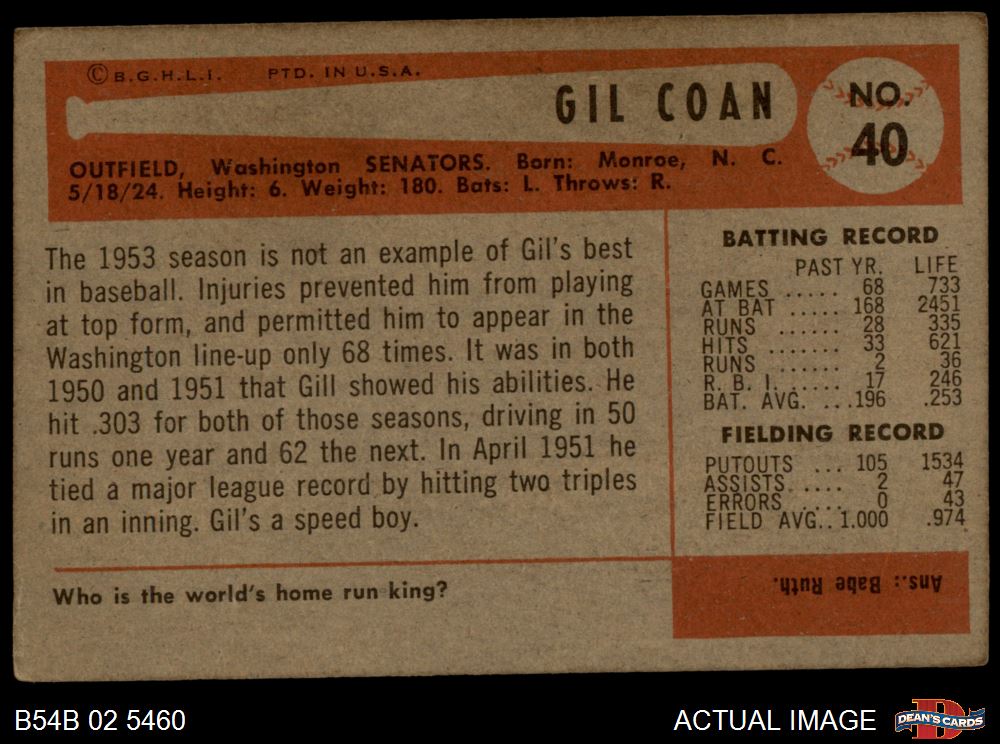 © B.G.H.L.I. PTD. IN U.S.A.
GIL COAN
NO.
40
OUTFIELD, Washington SENATORS. Born: Monroe, N. C.
5/18/24. Height: 6. Weight: 180. Bats: L. Throws: R.
The 1953 season is not an example of Gil's best
in baseball. Injuries prevented him from playing
at top form, and permitted him to appear in the
Washington line-up only 68 times. It was in both
1950 and 1951 that Gill showed his abilities. He
hit .303 for both of those seasons, driving in 50
runs one year and 62 the next. In April 1951 he
tied a major league record by hitting two triples
in an inning. Gil's a speed boy.
BATTING RECORD
PAST YR. LIFE
GAMES ..... 68 733
AT BAT ..... 168 2451
RUNS ...... 28 335
HITS ....... 33 621
RUNS ...... 2 36
R. B. I. ...... 17 246
BAT. AVG. ....196 .253
FIELDING RECORD
PUTOUTS ... 105 1534
ASSISTS ..... 2 47
ERRORS ..... 0 43
FIELD AVG.. 1.000 .974
Who is the world's home run king?
Ans.: Babe Ruth.
B54B 02 5460
ACTUAL IMAGE
D
DEAN'S CARDS